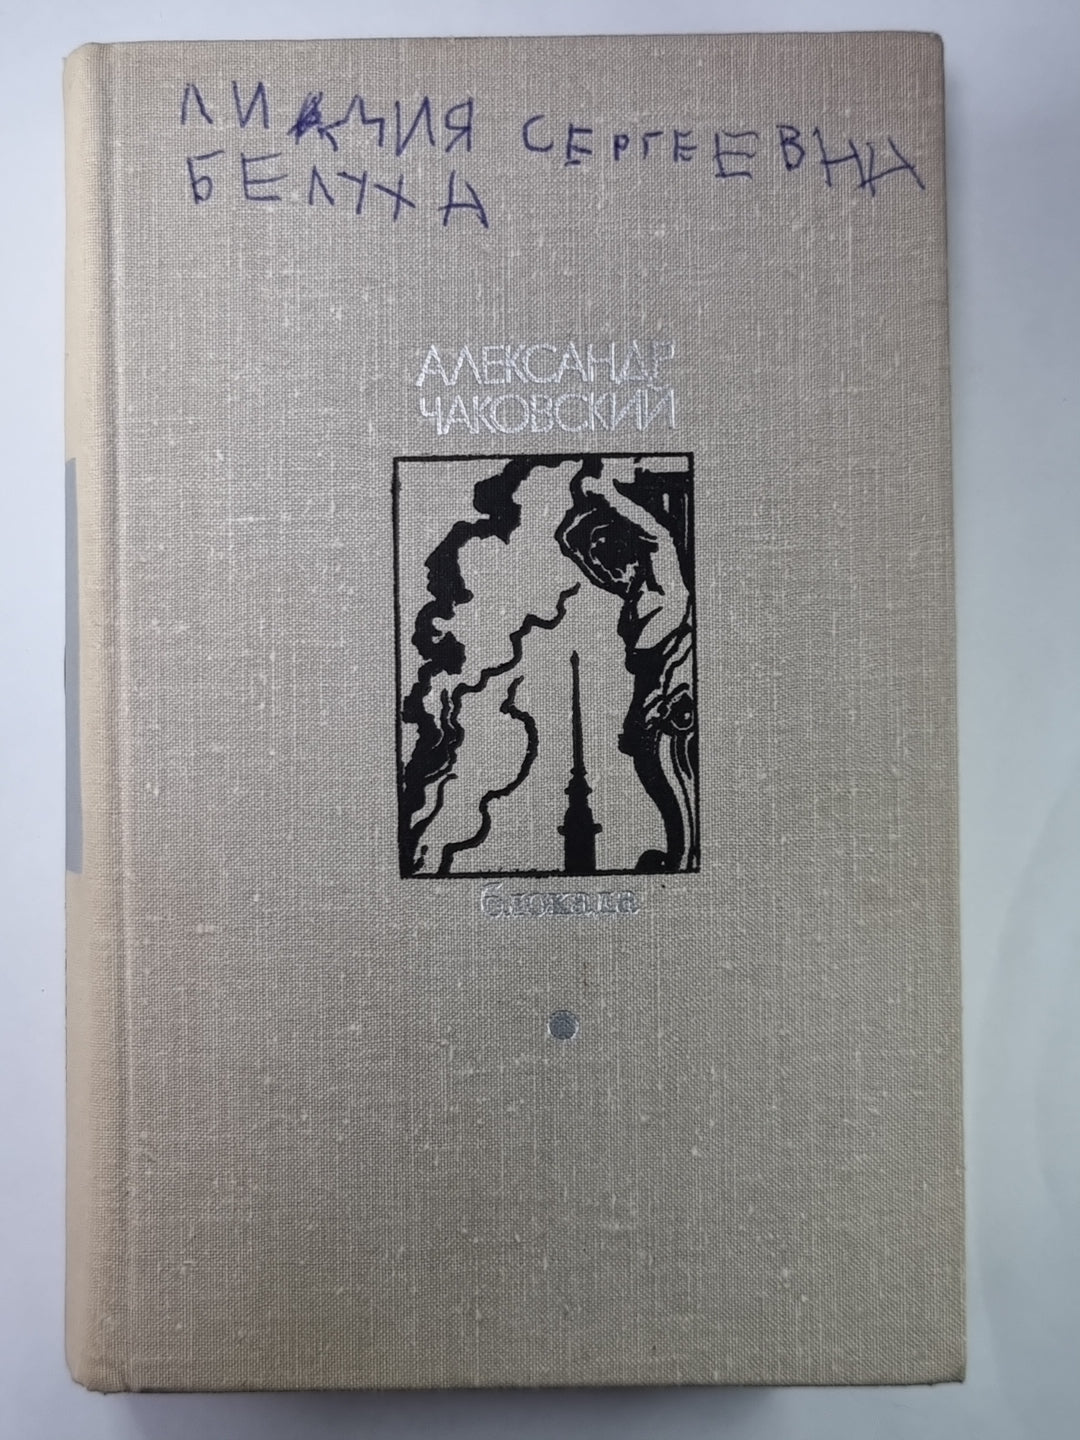 ЛИДИЯ СЕРГЕЕВНА
БЕЛУХА
АЛЕКСАНДР
ЧАКОВСКИЙ
блокада